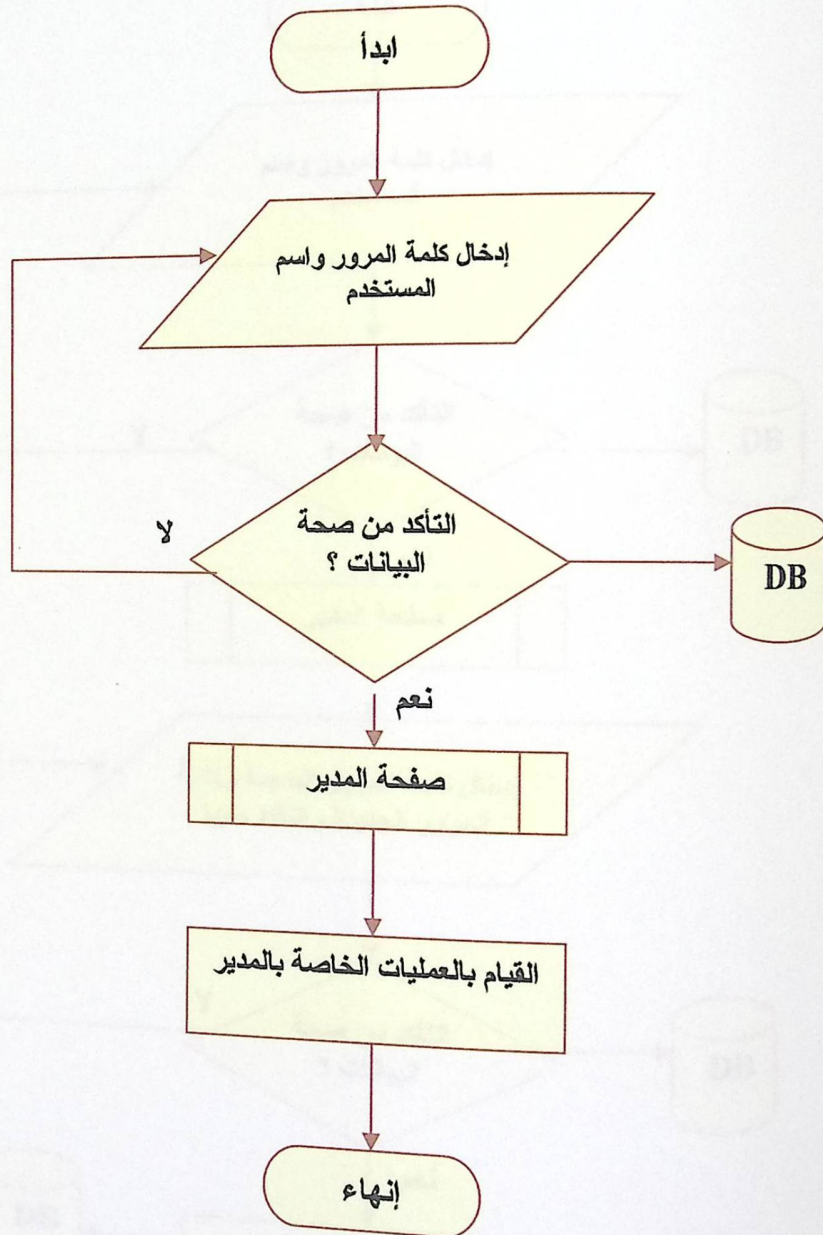 ابدأ
إدخال كلمة المرور واسم
المستخدم
التأكد من صحة
البيانات ؟
لا
DB
نعم
صفحة المدير
القيام بالعمليات الخاصة بالمدير
إنهاء